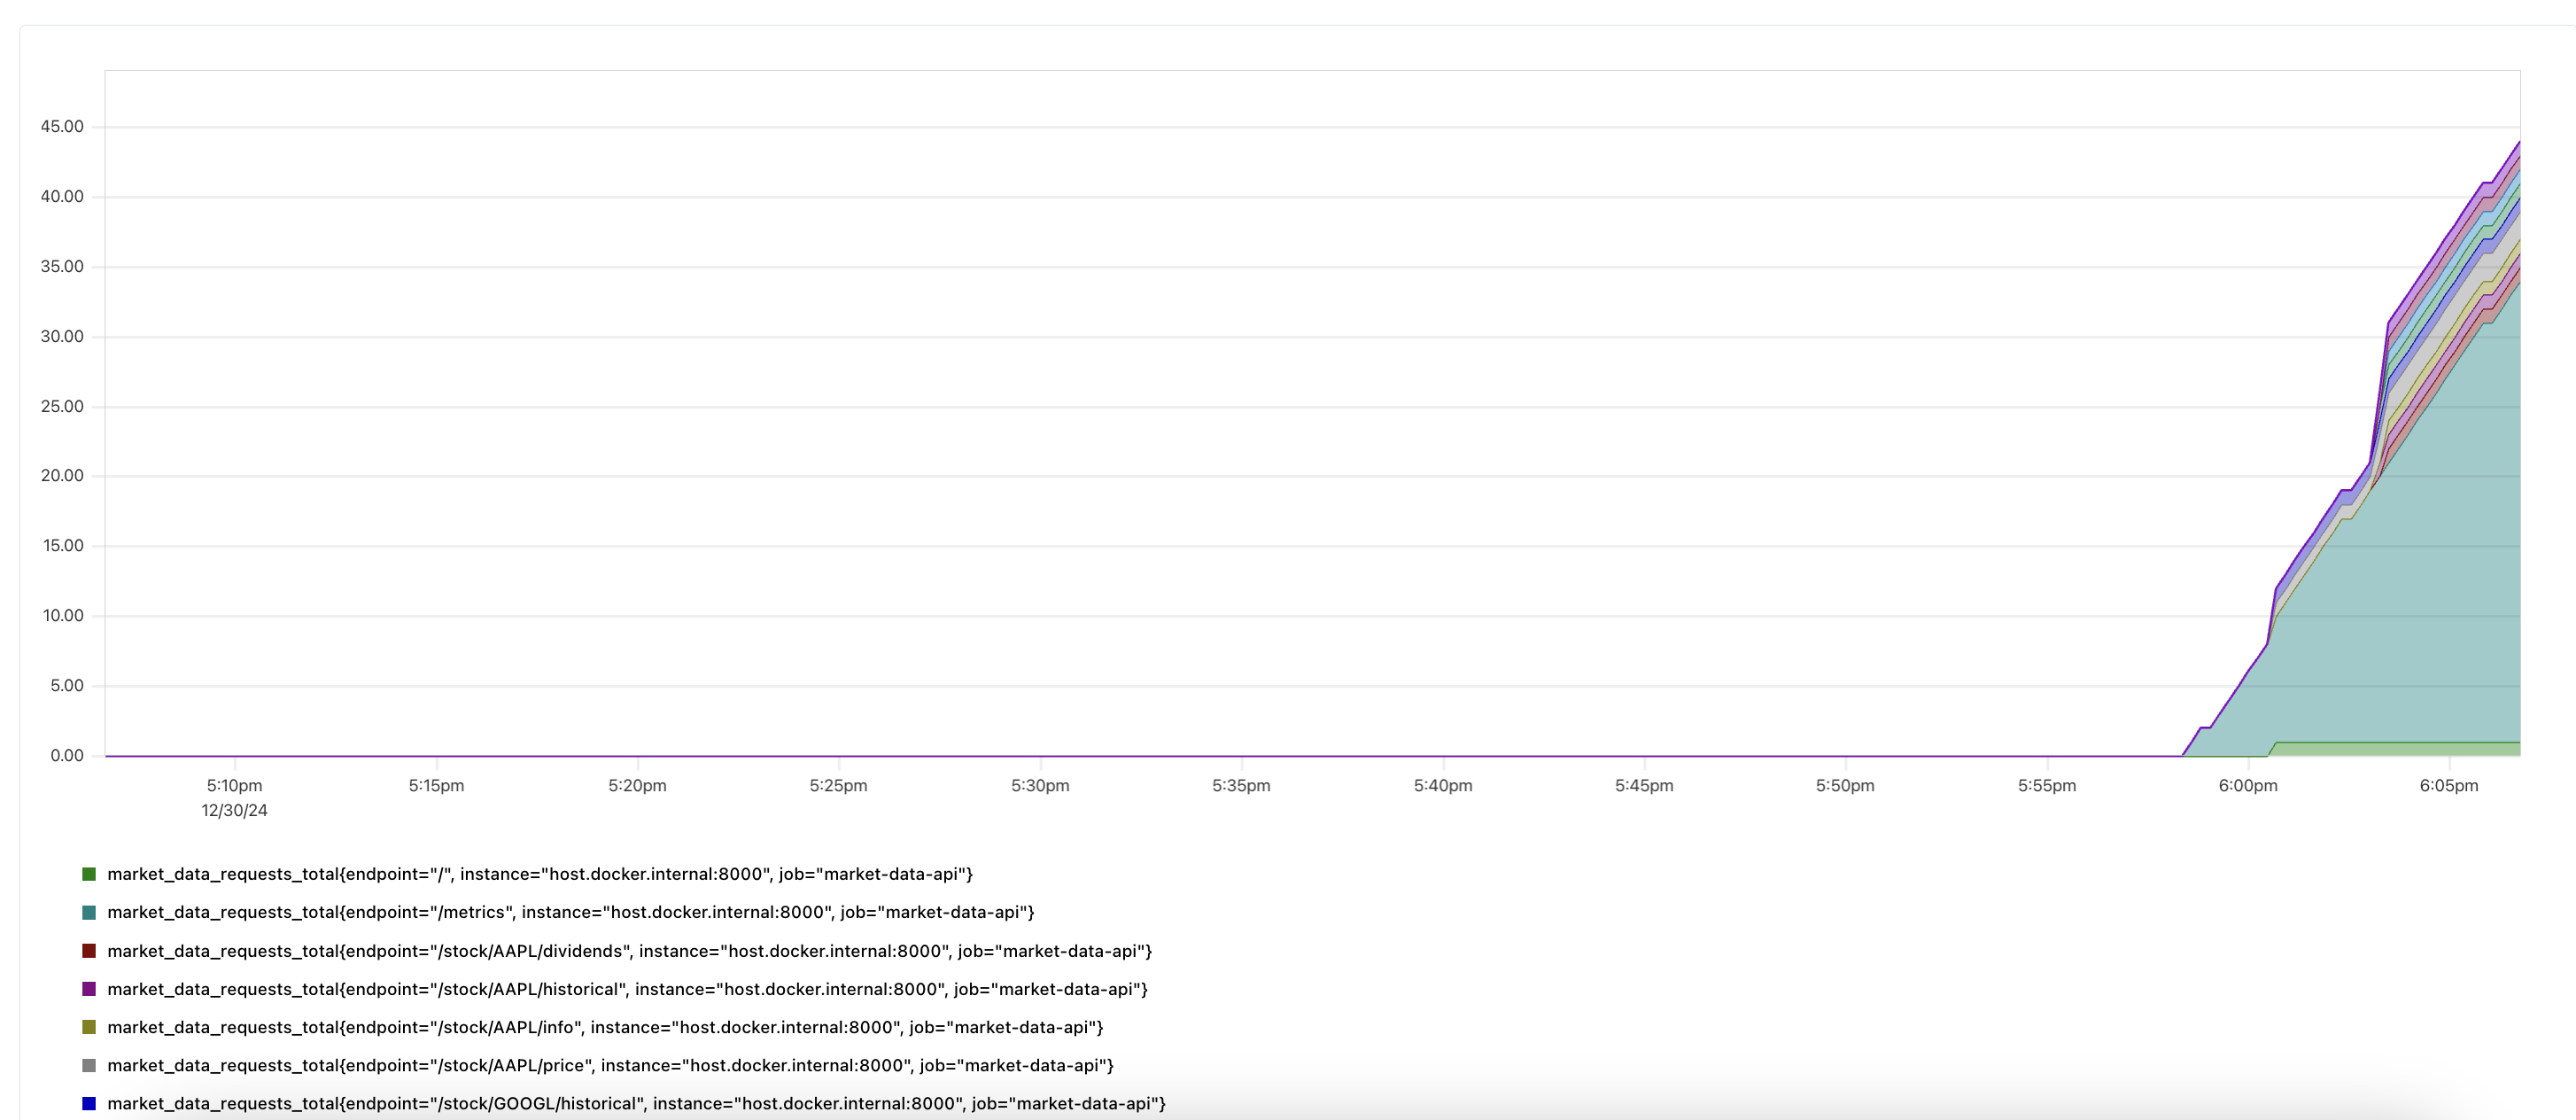 45.00
40.00
35.00
30.00
25.00
20.00
15.00
10.00
5.00
0.00
5:10pm 5:15pm 5:20pm 5:25pm 5:30pm 5:35pm 5:40pm 5:45pm 5:50pm 5:55pm 6:00pm 6:05pm
12/30/24
market_data_requests_total{endpoint="/", instance="host.docker.internal:8000", job="market-data-api"}
market_data_requests_total{endpoint="/metrics", instance="host.docker.internal:8000", job="market-data-api"}
market_data_requests_total{endpoint="/stock/AAPL/dividends", instance="host.docker.internal:8000", job="market-data-api"}
market_data_requests_total{endpoint="/stock/AAPL/historical", instance="host.docker.internal:8000", job="market-data-api"}
market_data_requests_total{endpoint="/stock/AAPL/info", instance="host.docker.internal:8000", job="market-data-api"}
market_data_requests_total{endpoint="/stock/AAPL/price", instance="host.docker.internal:8000", job="market-data-api"}
market_data_requests_total{endpoint="/stock/GOOGL/historical", instance="host.docker.internal:8000", job="market-data-api"}